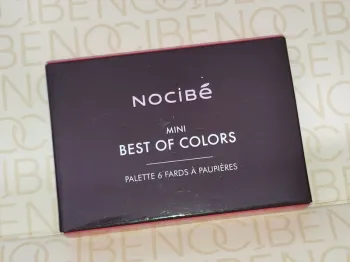 NOCIBÉ
MINI
BEST OF COLORS
PALETTE 6 FARDS À PAUPIÈRES